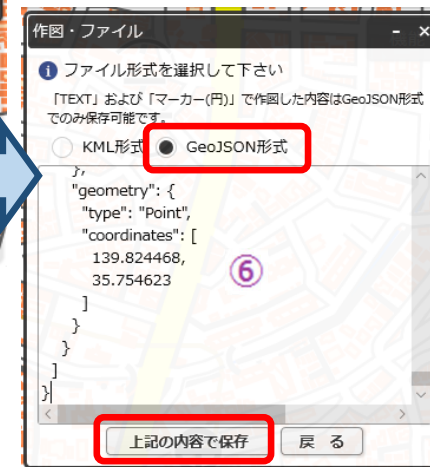 作図・ファイル - ×
i ファイル形式を選択して下さい
「TEXT」および「マーカー(円)」で作図した内容はGeoJSON形式
でのみ保存可能です。
KML形式 GeoJSON形式
},
"geometry": {
"type": "Point",
"coordinates": [
139.824468,
35.754623
⑥
]
}
}
]
}
上記の内容で保存 戻 る